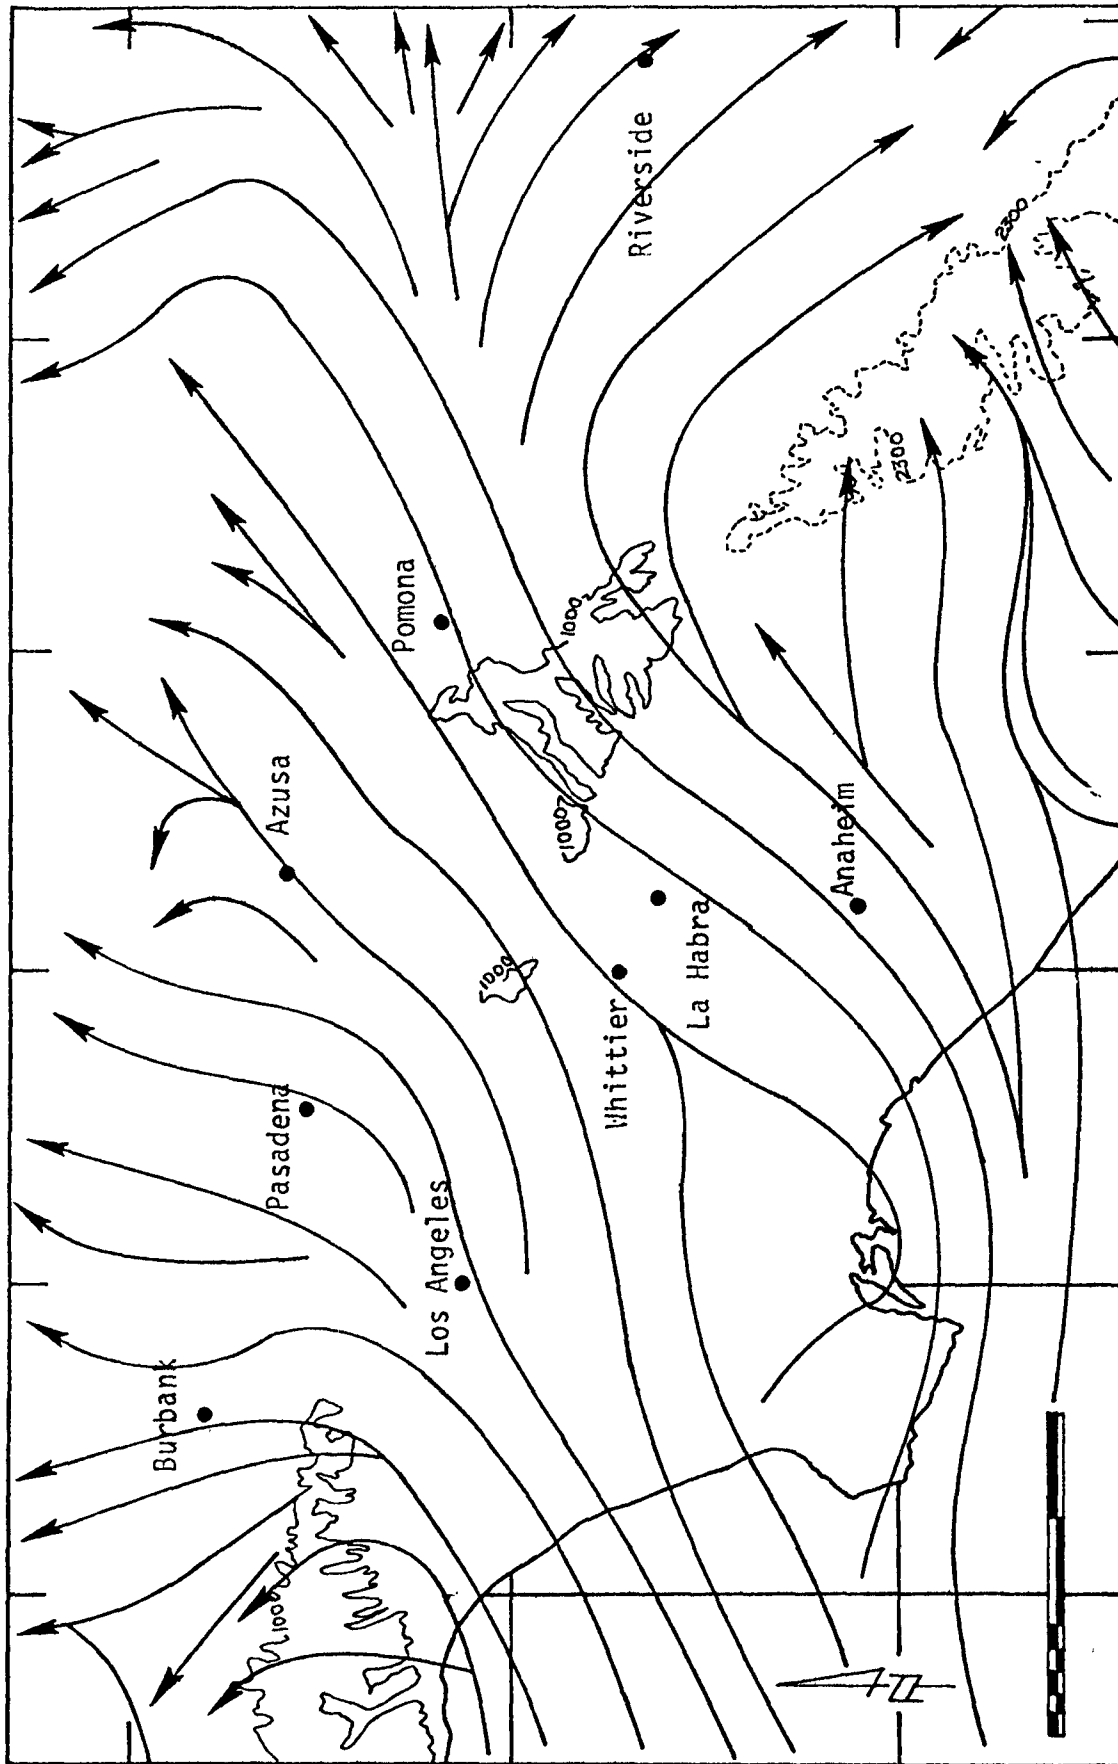 Burbank
Pasadena
Azusa
Los Angeles
Pomona
Riverside
Whittier
La Habra
Anaheim
1000
1000
1000
1000
2300
2300
N